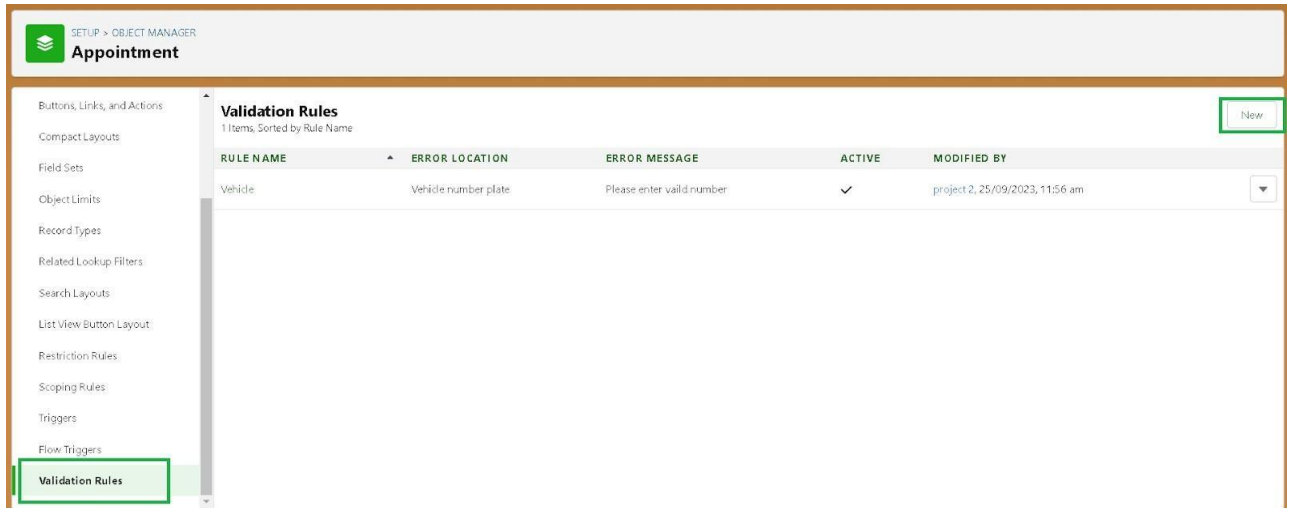 SETUP > OBJECT MANAGER
Appointment
Buttons, Links, and Actions
Compact Layouts
Field Sets
Object Limits
Record Types
Related Lookup Filters
Search Layouts
List View Button Layout
Restriction Rules
Scoping Rules
Triggers
Flow Triggers
Validation Rules
Validation Rules
1 Items, Sorted by Rule Name
New
RULE NAME ERROR LOCATION ERROR MESSAGE ACTIVE MODIFIED BY
Vehicle Vehicle number plate Please enter vaild number project 2, 25/09/2023, 11:56 am